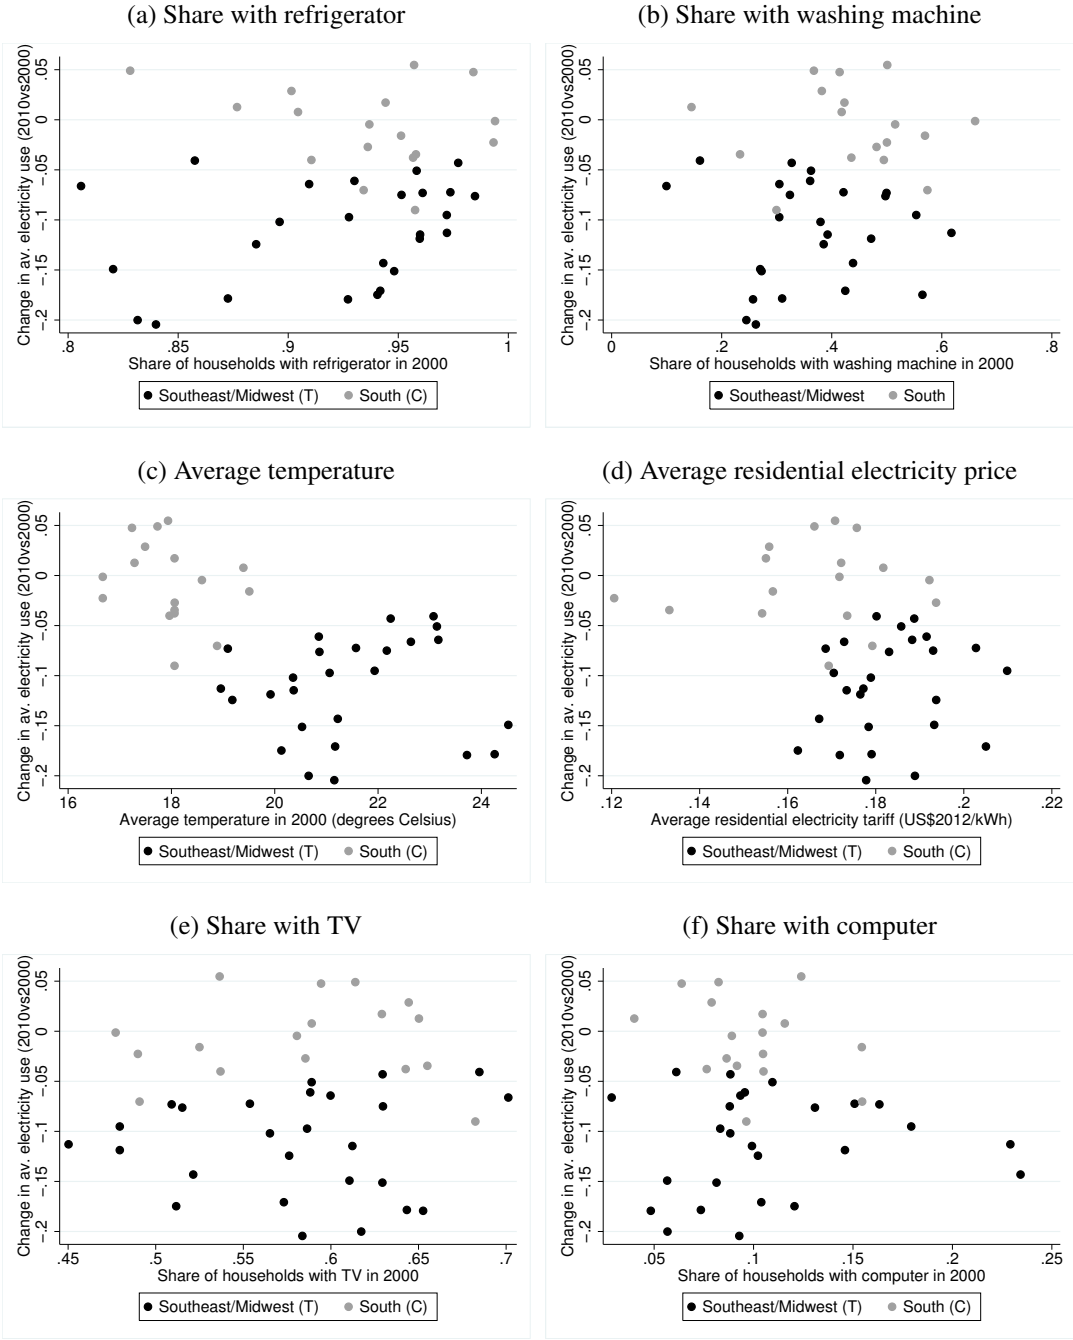 (a) Share with refrigerator
Change in av. electricity use (2010vs2000)
.05
0
-.05
-.1
-.15
-.2
.8 .85 .9 .95 1
Share of households with refrigerator in 2000
Southeast/Midwest (T) South (C)
(b) Share with washing machine
Change in av. electricity use (2010vs2000)
.05
0
-.05
-.1
-.15
-.2
0 .2 .4 .6 .8
Share of households with washing machine in 2000
Southeast/Midwest South
(c) Average temperature
Change in av. electricity use (2010vs2000)
.05
0
-.05
-.1
-.15
-.2
16 18 20 22 24
Average temperature in 2000 (degrees Celsius)
Southeast/Midwest (T) South (C)
(d) Average residential electricity price
Change in av. electricity use (2010vs2000)
.05
0
-.05
-.1
-.15
-.2
.12 .14 .16 .18 .2 .22
Average residential electricity tariff (US$2012/kWh)
Southeast/Midwest (T) South (C)
(e) Share with TV
Change in av. electricity use (2010vs2000)
.05
0
-.05
-.1
-.15
-.2
.45 .5 .55 .6 .65 .7
Share of households with TV in 2000
Southeast/Midwest (T) South (C)
(f) Share with computer
Change in av. electricity use (2010vs2000)
.05
0
-.05
-.1
-.15
-.2
.05 .1 .15 .2 .25
Share of households with computer in 2000
Southeast/Midwest (T) South (C)